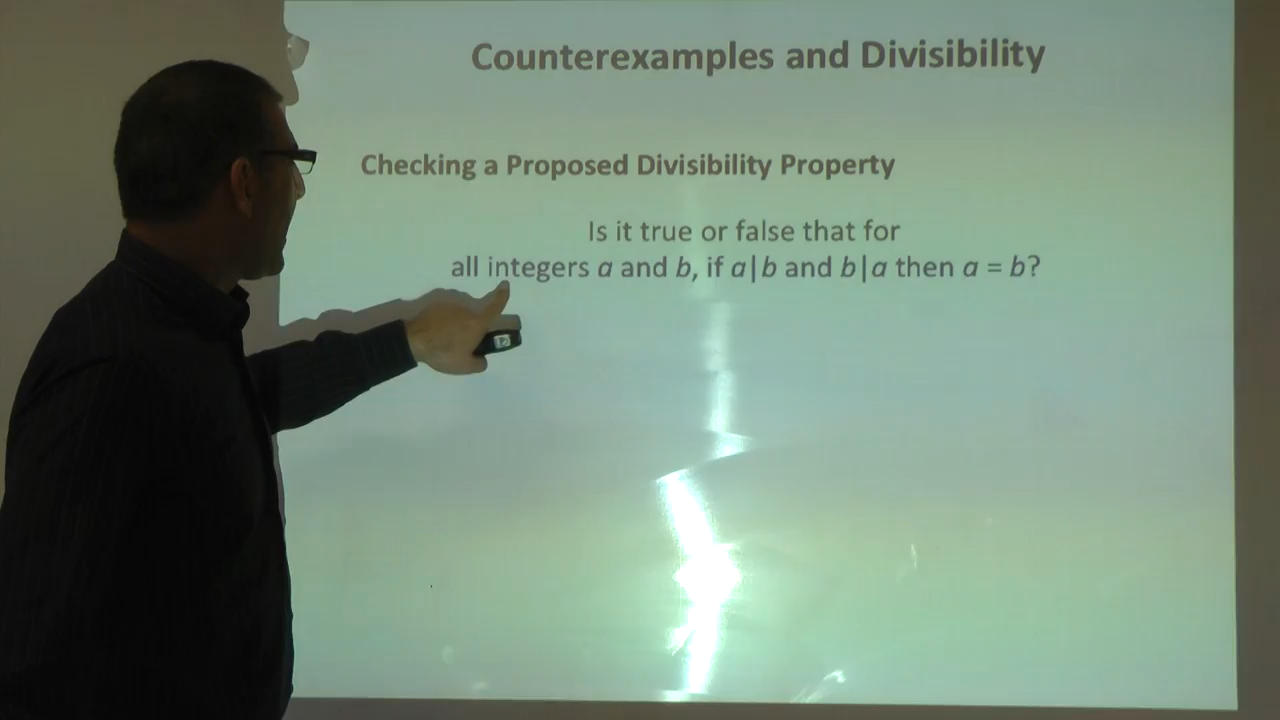 Counterexamples and Divisibility
Checking a Proposed Divisibility Property
Is it true or false that for
all integers a and b, if a|b and b|a then a = b?